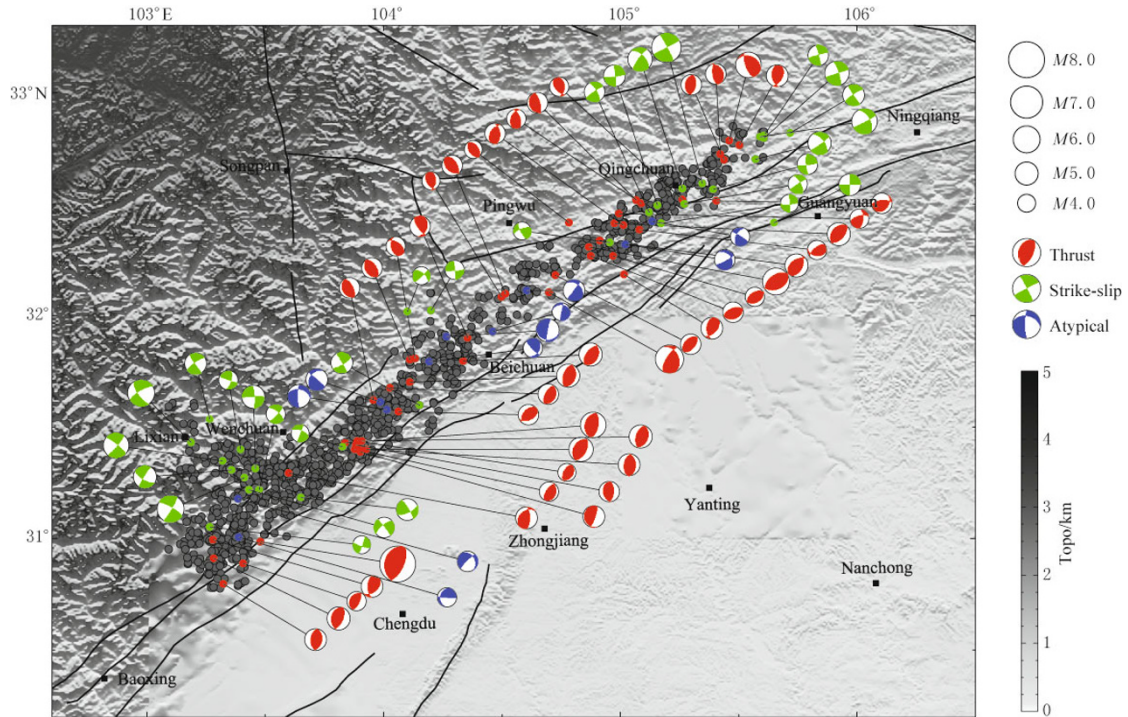 103°E
104°
105°
106°
33°N
32°
31°
Ningqiang
Songpan
Qingchuan
Pingwu
Guangyuan
Beichuan
Lixian
Wenchuan
Yanting
Zhongjiang
Nanchong
Chengdu
Baoxing
M8.0
M7.0
M6.0
M5.0
M4.0
Thrust
Strike-slip
Atypical
5
4
3
2
1
0
Topo/km